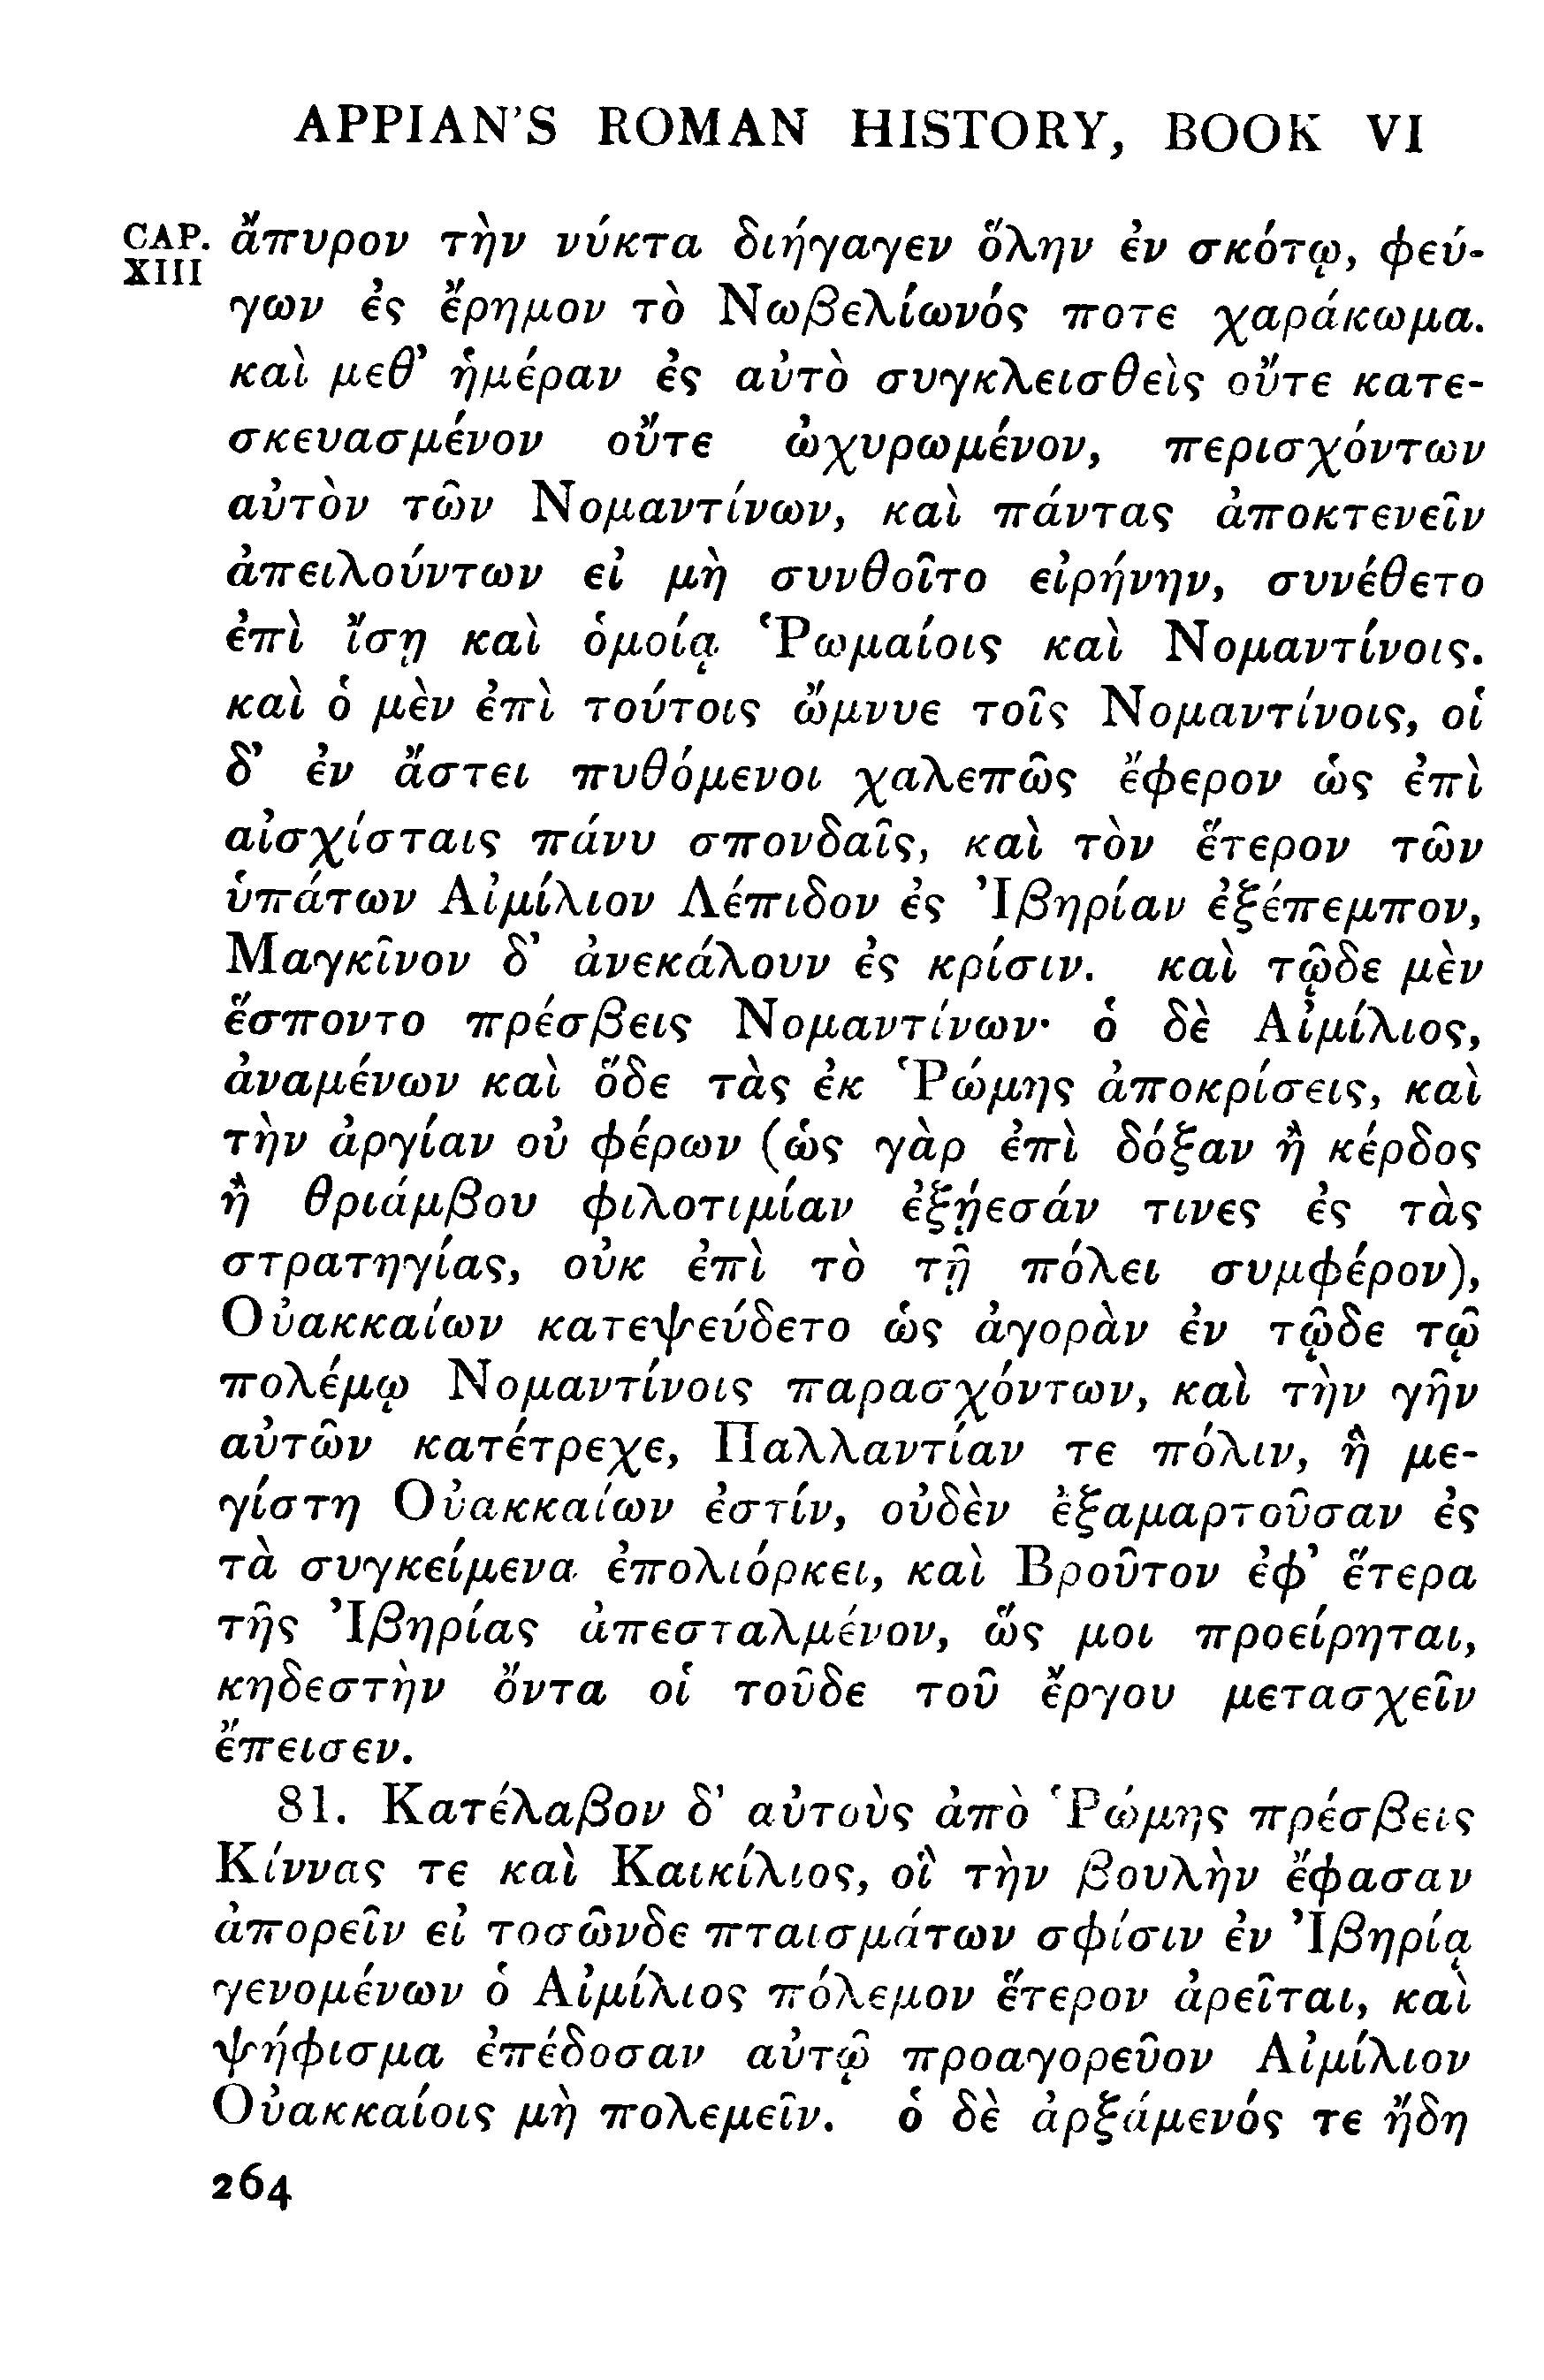 APPIAN'S ROMAN HISTORY, BOOK VI
CAP. XIII
ἄπυρον τὴν νύκτα διήγαγεν ὅλην ἐν σκότῳ, φεύ-
γων ἐς ἔρημον τὸ Νωβελίωνός ποτε χαράκωμα.
καὶ μεθ' ἡμέραν ἐς αὐτὸ συγκλεισθεὶς οὔτε κατε-
σκευασμένον οὔτε ὠχυρωμένον, περισχόντων
αὐτὸν τῶν Νομαντίνων, καὶ πάντας ἀποκτενεῖν
ἀπειλούντων εἰ μὴ συνθοῖτο εἰρήνην, συνέθετο
ἐπὶ ἴσῃ καὶ ὁμοίᾳ Ῥωμαίοις καὶ Νομαντίνοις.
καὶ ὁ μὲν ἐπὶ τούτοις ὤμνυε τοῖς Νομαντίνοις, οἱ
δ' ἐν ἄστει πυθόμενοι χαλεπῶς ἔφερον ὡς ἐπὶ
αἰσχίσταις πάνυ σπονδαῖς, καὶ τὸν ἕτερον τῶν
ὑπάτων Αἰμίλιον Λέπιδον ἐς Ἰβηρίαν ἐξέπεμπον,
Μαγκῖνον δ' ἀνεκάλουν ἐς κρίσιν. καὶ τῷδε μὲν
ἕσποντο πρέσβεις Νομαντίνων· ὁ δὲ Αἰμίλιος,
ἀναμένων καὶ ὅδε τὰς ἐκ Ῥώμης ἀποκρίσεις, καὶ
τὴν ἀργίαν οὐ φέρων (ὡς γὰρ ἐπὶ δόξαν ἢ κέρδος
ἢ θριάμβου φιλοτιμίαν ἐξῄεσάν τινες ἐς τὰς
στρατηγίας, οὐκ ἐπὶ τὸ τῇ πόλει συμφέρον),
Οὐακκαίων κατεψεύδετο ὡς ἀγορὰν ἐν τῷδε τῷ
πολέμῳ Νομαντίνοις παρασχόντων, καὶ τὴν γῆν
αὐτῶν κατέτρεχε, Παλλαντίαν τε πόλιν, ἣ με-
γίστη Οὐακκαίων ἐστίν, οὐδὲν ἐξαμαρτοῦσαν ἐς
τὰ συγκείμενα ἐπολιόρκει, καὶ Βροῦτον ἐφ' ἕτερα
τῆς Ἰβηρίας ἀπεσταλμένον, ὥς μοι προείρηται,
κηδεστὴν ὄντα οἱ τοῦδε τοῦ ἔργου μετασχεῖν
ἔπεισεν.
81. Κατέλαβον δ' αὐτοὺς ἀπὸ Ῥώμης πρέσβεις
Κίννας τε καὶ Καικίλιος, οἳ τὴν βουλὴν ἔφασαν
ἀπορεῖν εἰ τοσῶνδε πταισμάτων σφίσιν ἐν Ἰβηρίᾳ
γενομένων ὁ Αἰμίλιος πόλεμον ἕτερον ἀρεῖται, καὶ
ψήφισμα ἐπέδοσαν αὐτῷ προαγορεῦον Αἰμίλιον
Οὐακκαίοις μὴ πολεμεῖν. ὁ δὲ ἀρξάμενός τε ἤδη
264